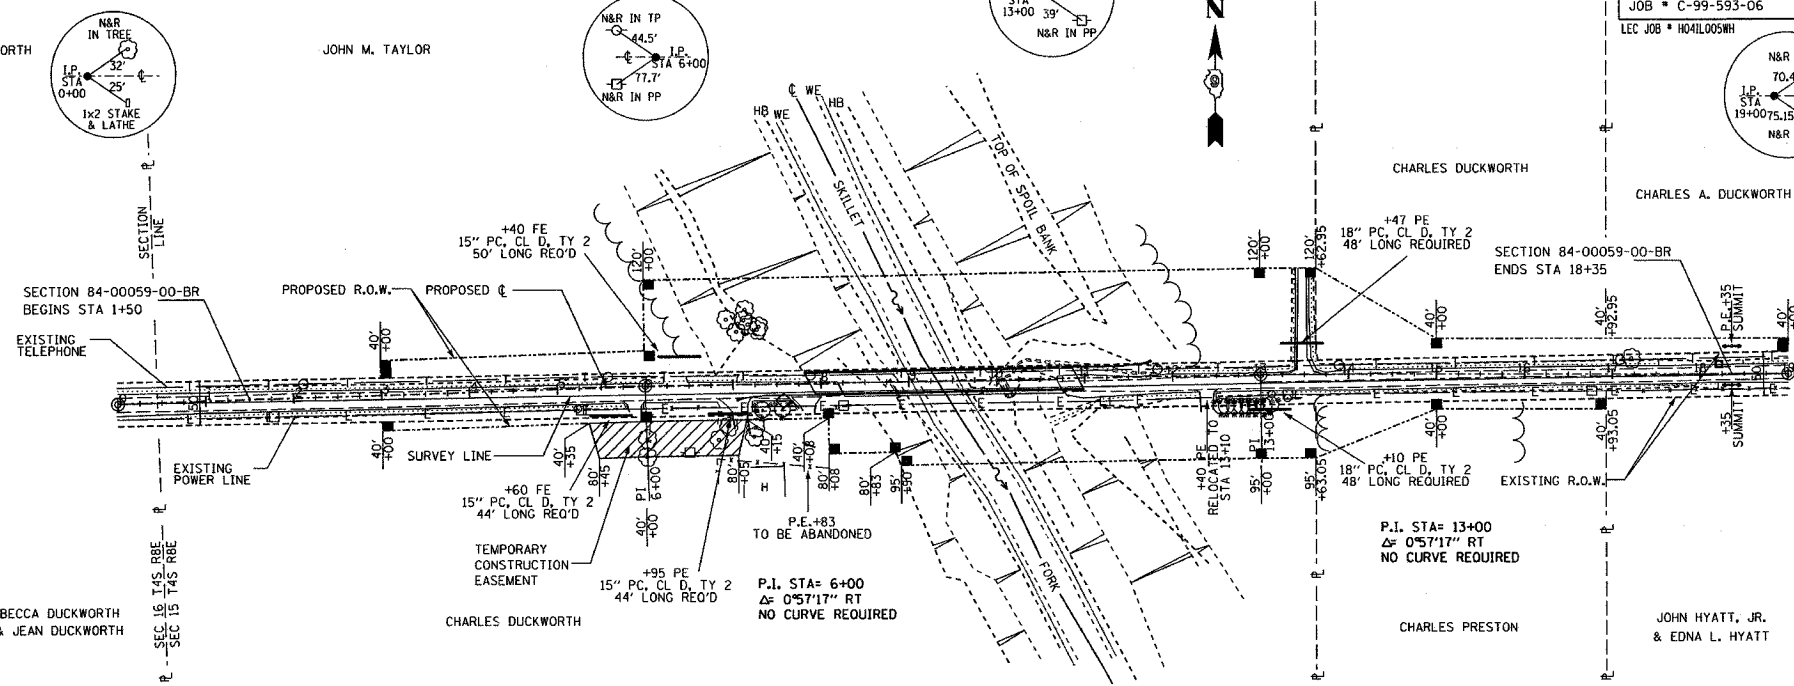 JOB # C-99-593-06
LEC JOB # H04IL005WH
ORTH
N&R
IN TREE
32'
I.P.
STA
0+00
25'
1x2 STAKE
& LATHE
JOHN M. TAYLOR
N&R IN TP
44.5'
I.P.
STA 6+00
77.7'
N&R IN PP
STA
13+00
39'
N&R IN PP
N
N&R
70.4
I.P.
STA
19+00
75.15
N&R
HB
WE
℄
WE
HB
SKILLET
TOP OF SPOIL BANK
CHARLES DUCKWORTH
CHARLES A. DUCKWORTH
SECTION
LINE
+40 FE
15" PC, CL D, TY 2
50' LONG REQ'D
120'
+00
120'
+00
120'
+62.95
+47 PE
18" PC, CL D, TY 2
48' LONG REQUIRED
SECTION 84-00059-00-BR
ENDS STA 18+35
SECTION 84-00059-00-BR
BEGINS STA 1+50
PROPOSED R.O.W.
PROPOSED ℄
EXISTING
TELEPHONE
40'
+00
40'
+00
40'
+92.95
P.E.+35
SUMMIT
40'
50'
50'
EXISTING
POWER LINE
40'
+00
SURVEY LINE
40'
+35
80'
+45
PI
6+00
40'
+00
80'
+05
40'
+15
40'
+08
80'
+08
80'
+83
95'
+90
+40 PE
RELOCATED TO
STA 13+10
PI
13+00
95'
+00
95'
+63.05
+10 PE
18" PC, CL D, TY 2
48' LONG REQUIRED
40'
+00
40'
+93.05
EXISTING R.O.W.
+35
SUMMIT
+60 FE
15" PC, CL D, TY 2
44' LONG REQ'D
P.E.+83
TO BE ABANDONED
TEMPORARY
CONSTRUCTION
EASEMENT
+95 PE
15" PC, CL D, TY 2
44' LONG REQ'D
P.I. STA= 6+00
Δ= 0°57'17" RT
NO CURVE REQUIRED
P.I. STA= 13+00
Δ= 0°57'17" RT
NO CURVE REQUIRED
FORK
SEC 16 T4S R8E
SEC 15 T4S R8E
BECCA DUCKWORTH
& JEAN DUCKWORTH
CHARLES DUCKWORTH
CHARLES PRESTON
JOHN HYATT, JR.
& EDNA L. HYATT